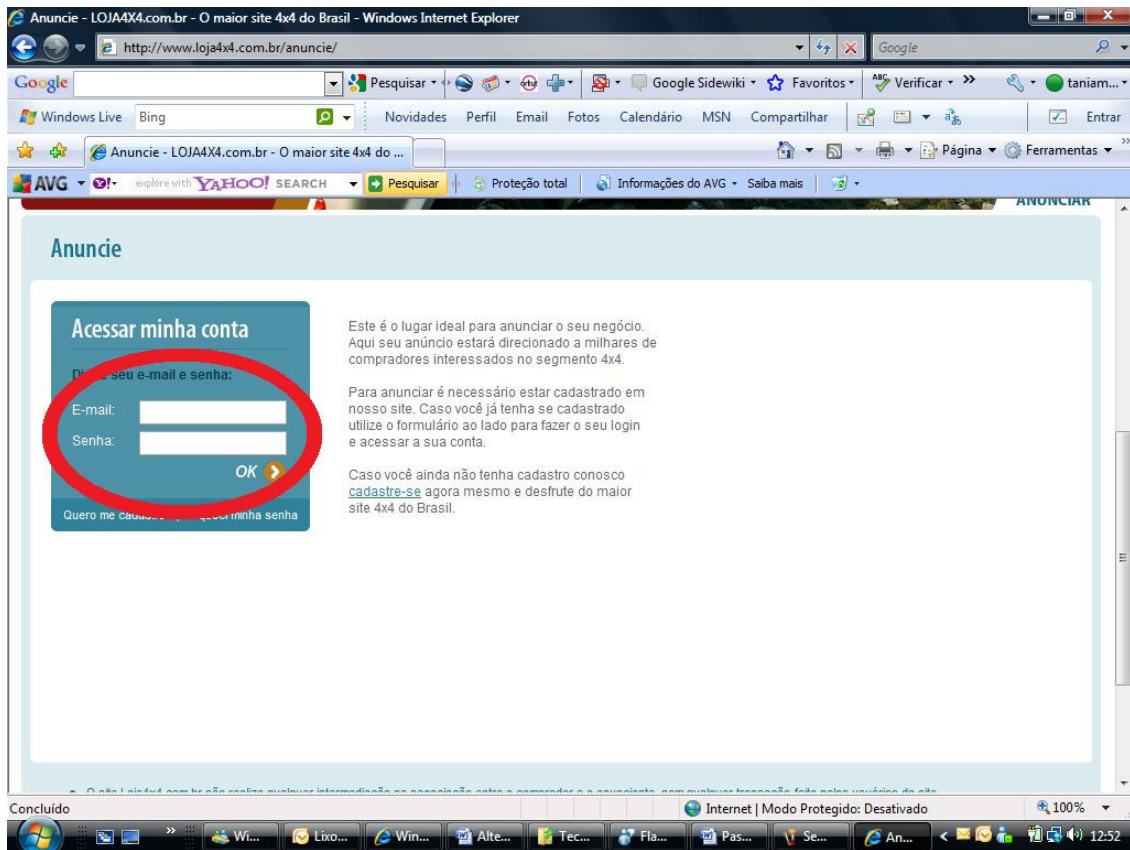 Anuncie - LOJA4X4.com.br - O maior site 4x4 do Brasil - Windows Internet Explorer
http://www.loja4x4.com.br/anuncie/
Google
Google
Pesquisar
Google Sidewiki
Favoritos
Verificar
taniam...
Windows Live
Bing
Novidades
Perfil
Email
Fotos
Calendário
MSN
Compartilhar
Entrar
Anuncie - LOJA4X4.com.br - O maior site 4x4 do ...
Página
Ferramentas
AVG
explore with YAHOO! SEARCH
Pesquisar
Proteção total
Informações do AVG
Saiba mais
ANUNCIAR
Anuncie
Acessar minha conta
seu e-mail e senha:
E-mail:
Senha:
OK
Quero me
minha senha
Este é o lugar ideal para anunciar o seu negócio.
Aqui seu anúncio estará direcionado a milhares de
compradores interessados no segmento 4x4.
Para anunciar é necessário estar cadastrado em
nosso site. Caso você já tenha se cadastrado
utilize o formulário ao lado para fazer o seu login
e acessar a sua conta.
Caso você ainda não tenha cadastro conosco
cadastre-se agora mesmo e desfrute do maior
site 4x4 do Brasil.
Concluído
Internet | Modo Protegido: Desativado
100%
Wi...
Lixo...
Win...
Alte...
Tec...
Fla...
Pas...
Se...
An...
12:52